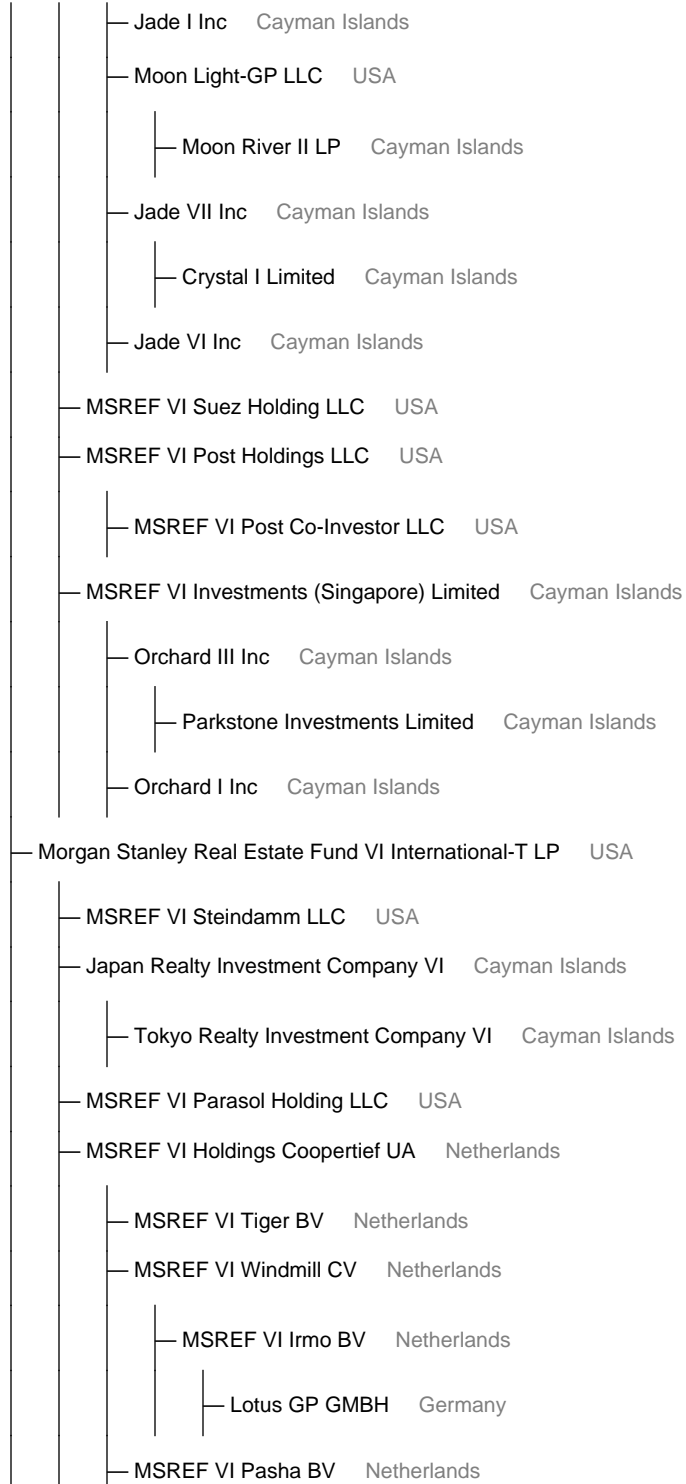 Jade I Inc Cayman Islands
Moon Light-GP LLC USA
Moon River II LP Cayman Islands
Jade VII Inc Cayman Islands
Crystal I Limited Cayman Islands
Jade VI Inc Cayman Islands
MSREF VI Suez Holding LLC USA
MSREF VI Post Holdings LLC USA
MSREF VI Post Co-Investor LLC USA
MSREF VI Investments (Singapore) Limited Cayman Islands
Orchard III Inc Cayman Islands
Parkstone Investments Limited Cayman Islands
Orchard I Inc Cayman Islands
Morgan Stanley Real Estate Fund VI International-T LP USA
MSREF VI Steindamm LLC USA
Japan Realty Investment Company VI Cayman Islands
Tokyo Realty Investment Company VI Cayman Islands
MSREF VI Parasol Holding LLC USA
MSREF VI Holdings Coopertief UA Netherlands
MSREF VI Tiger BV Netherlands
MSREF VI Windmill CV Netherlands
MSREF VI Irmo BV Netherlands
Lotus GP GMBH Germany
MSREF VI Pasha BV Netherlands